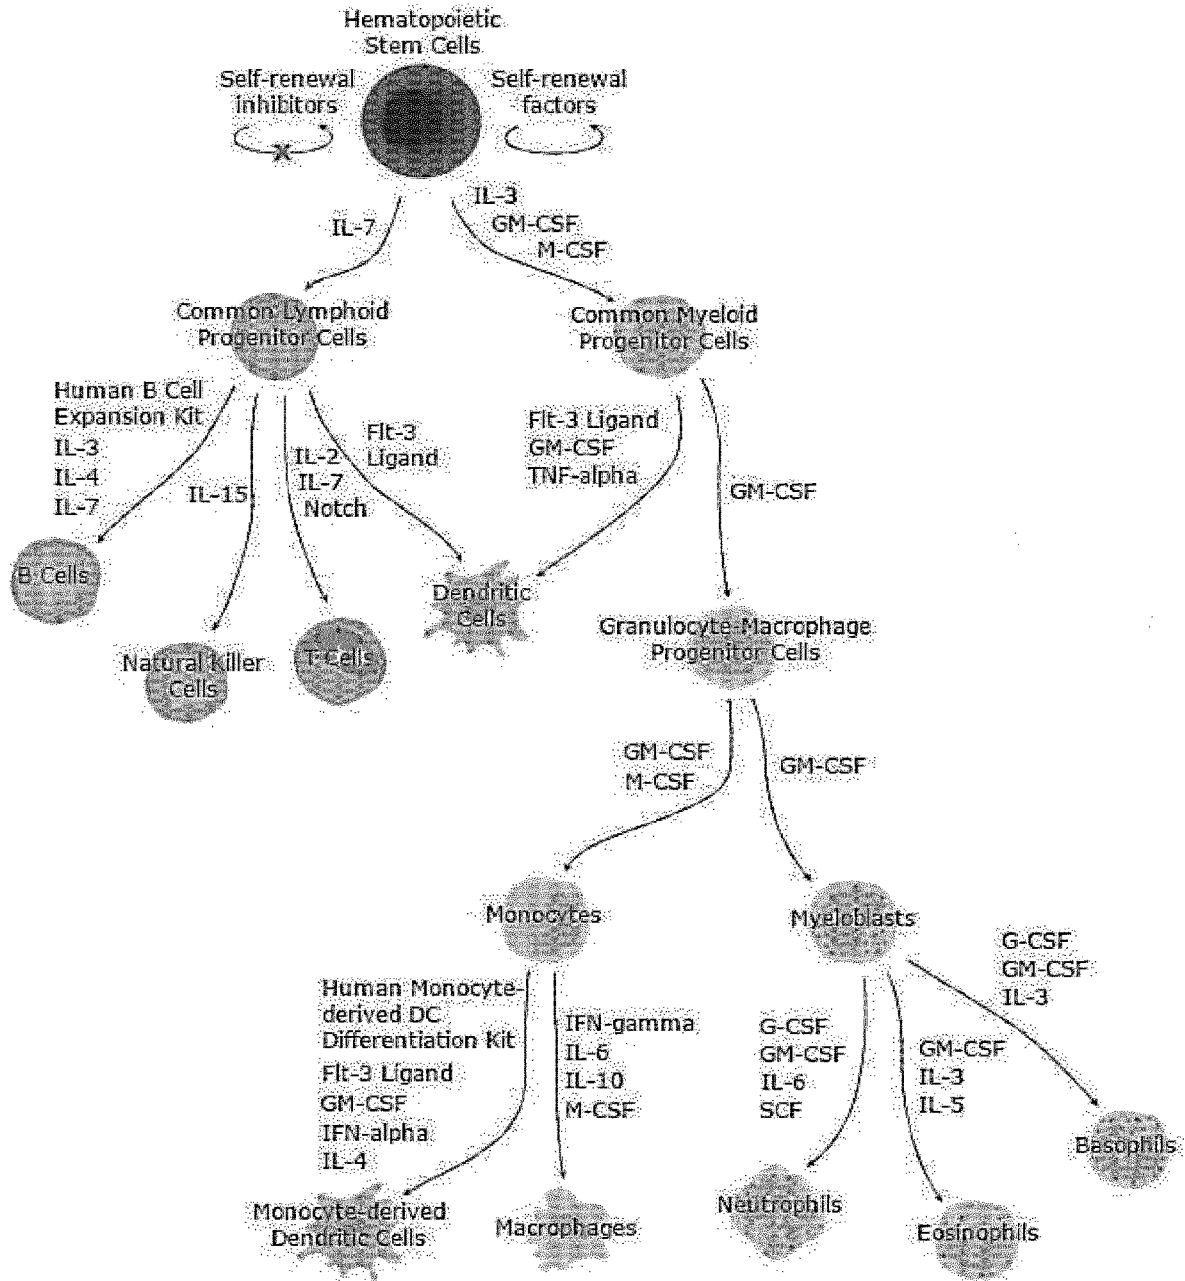 Hematopoietic
Stem Cells
Self-renewal
inhibitors
Self-renewal
factors
X
IL-7
IL-3
GM-CSF
M-CSF
Common Lymphoid
Progenitor Cells
Common Myeloid
Progenitor Cells
Human B Cell
Expansion Kit
IL-3
IL-4
IL-7
IL-15
IL-2
IL-7
Notch
Flt-3
Ligand
Flt-3 Ligand
GM-CSF
TNF-alpha
GM-CSF
B Cells
Natural Killer
Cells
T Cells
Dendritic
Cells
Granulocyte-Macrophage
Progenitor Cells
GM-CSF
M-CSF
GM-CSF
Monocytes
Myeloblasts
Human Monocyte-
derived DC
Differentiation Kit
Flt-3 Ligand
GM-CSF
IFN-alpha
IL-4
IFN-gamma
IL-6
IL-10
M-CSF
G-CSF
GM-CSF
IL-6
SCF
GM-CSF
IL-3
IL-5
G-CSF
GM-CSF
IL-3
Monocyte-derived
Dendritic Cells
Macrophages
Neutrophils
Eosinophils
Basophils